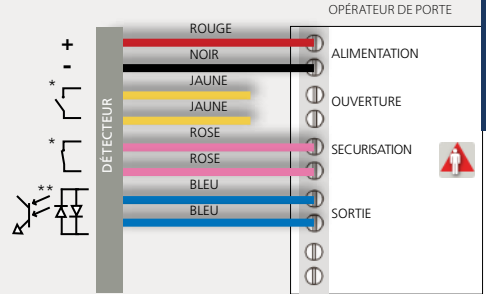 OPÉRATEUR DE PORTE
+
ROUGE
-
NOIR
ALIMENTATION
*
JAUNE
JAUNE
OUVERTURE
*
ROSE
ROSE
SECURISATION
**
BLEU
BLEU
SORTIE
DÉTECTEUR